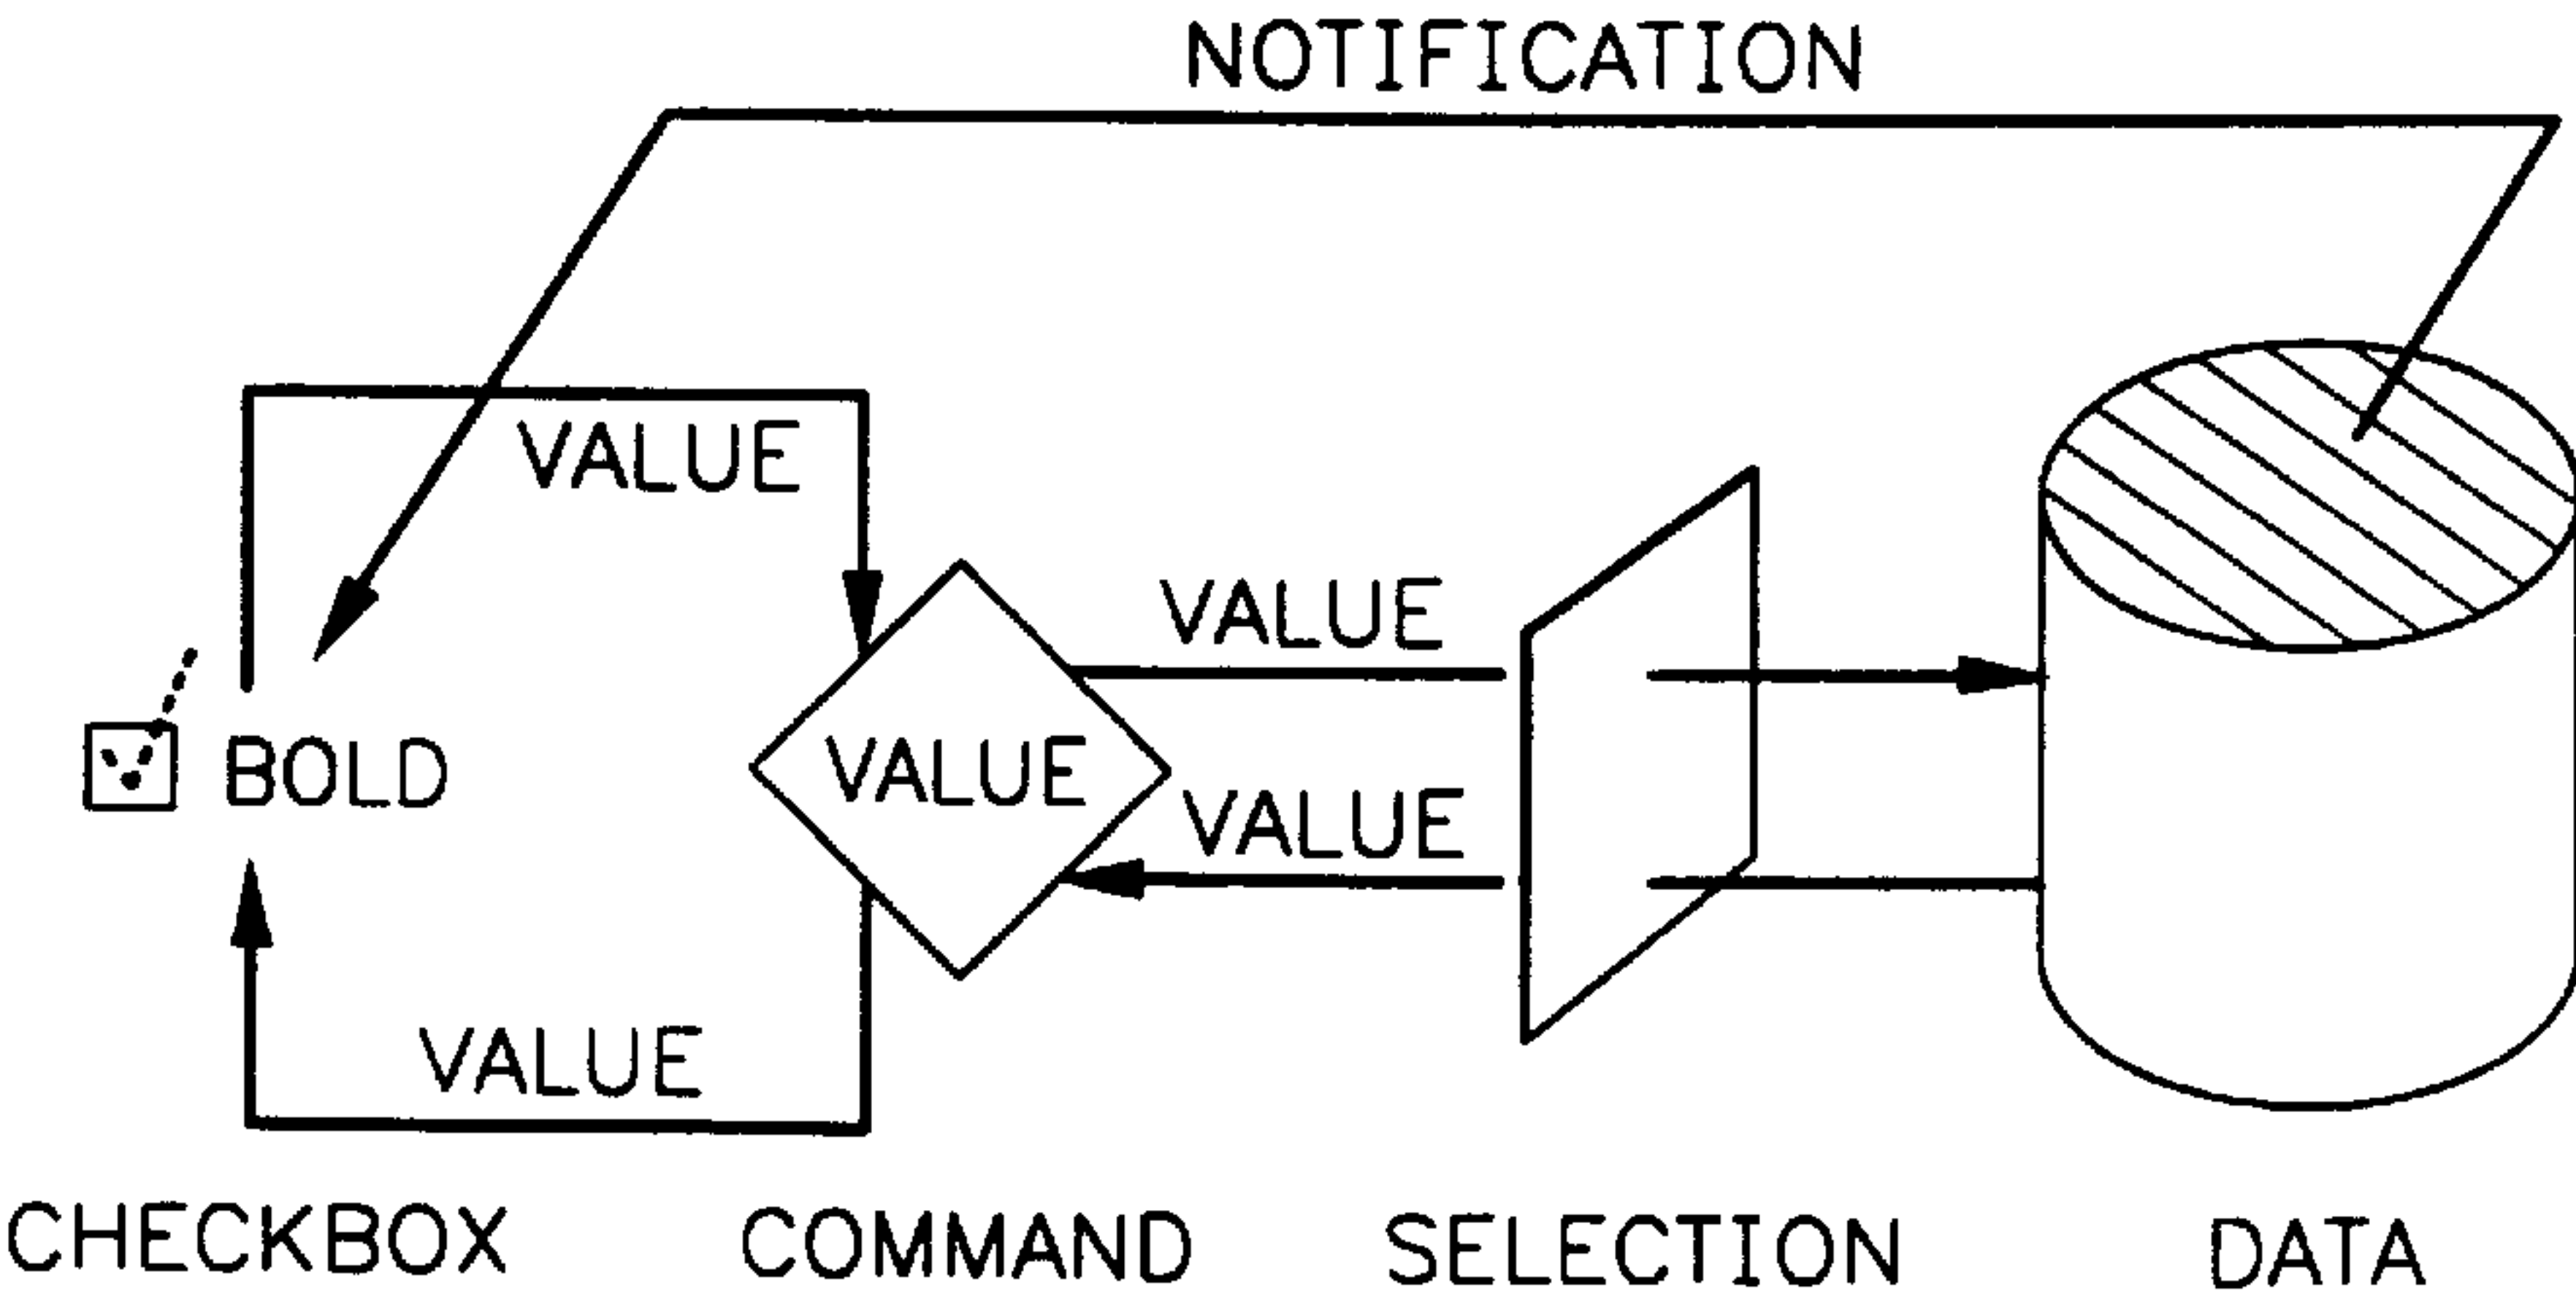 NOTIFICATION
VALUE
VALUE
BOLD
VALUE
VALUE
VALUE
CHECKBOX COMMAND SELECTION DATA